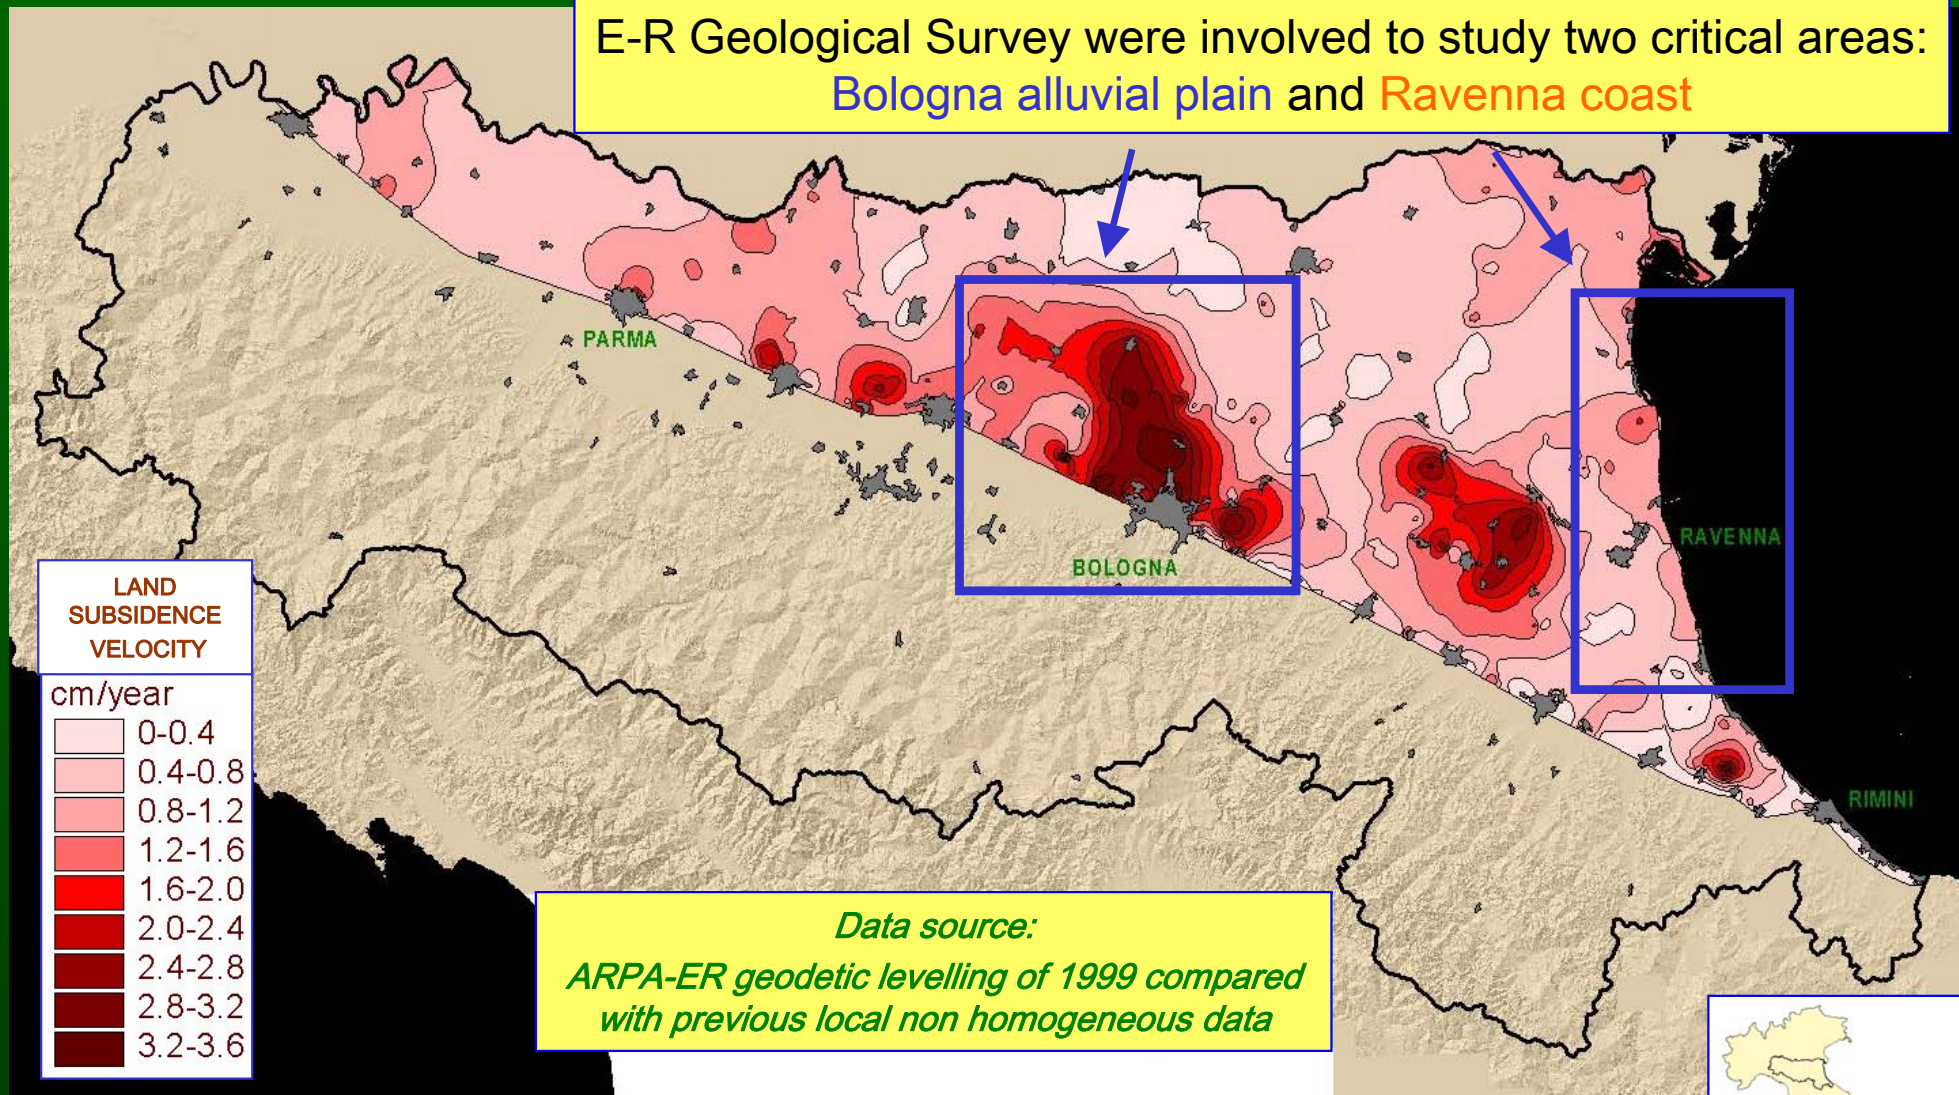 E-R Geological Survey were involved to study two critical areas:
Bologna alluvial plain and Ravenna coast
PARMA
BOLOGNA
RAVENNA
RIMINI
LAND
SUBSIDENCE
VELOCITY
cm/year
0-0.4
0.4-0.8
0.8-1.2
1.2-1.6
1.6-2.0
2.0-2.4
2.4-2.8
2.8-3.2
3.2-3.6
Data source:
ARPA-ER geodetic levelling of 1999 compared
with previous local non homogeneous data